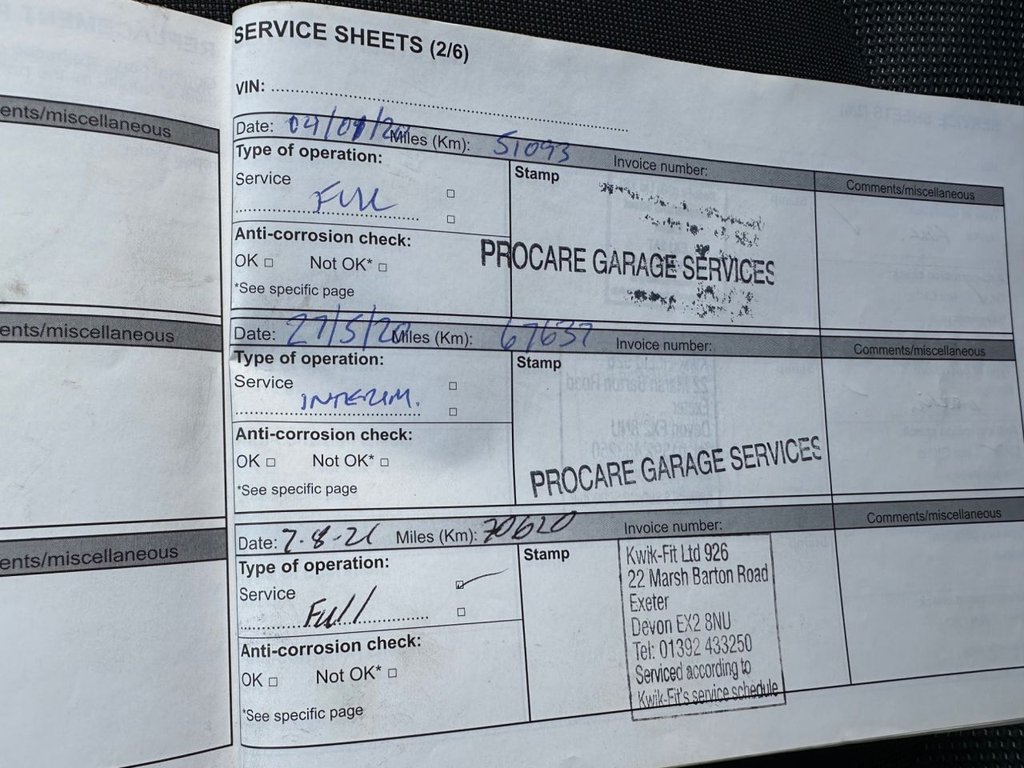 ents/miscellaneous
ents/miscellaneous
ents/miscellaneous
SERVICE SHEETS (2/6)
VIN:
Date: Miles (Km): 51093 Invoice number:
Type of operation:
Service
Full
Stamp
Comments/miscellaneous
PROCARE GARAGE SERVICES
Anti-corrosion check:
OK □ Not OK* □
*See specific page
Date: 27/5/20 Miles (Km): 67637 Invoice number:
Type of operation:
Service
INTERIM.
Stamp
Comments/miscellaneous
PROCARE GARAGE SERVICES
Anti-corrosion check:
OK □ Not OK* □
*See specific page
Date: 7-8-21 Miles (Km): 70620 Invoice number:
Type of operation:
Service
Full
Stamp
Comments/miscellaneous
Kwik-Fit Ltd 926
22 Marsh Barton Road
Exeter
Devon EX2 8NU
Tel: 01392 433250
Serviced according to
Kwik-Fit's service schedule
Anti-corrosion check:
OK □ Not OK* □
*See specific page